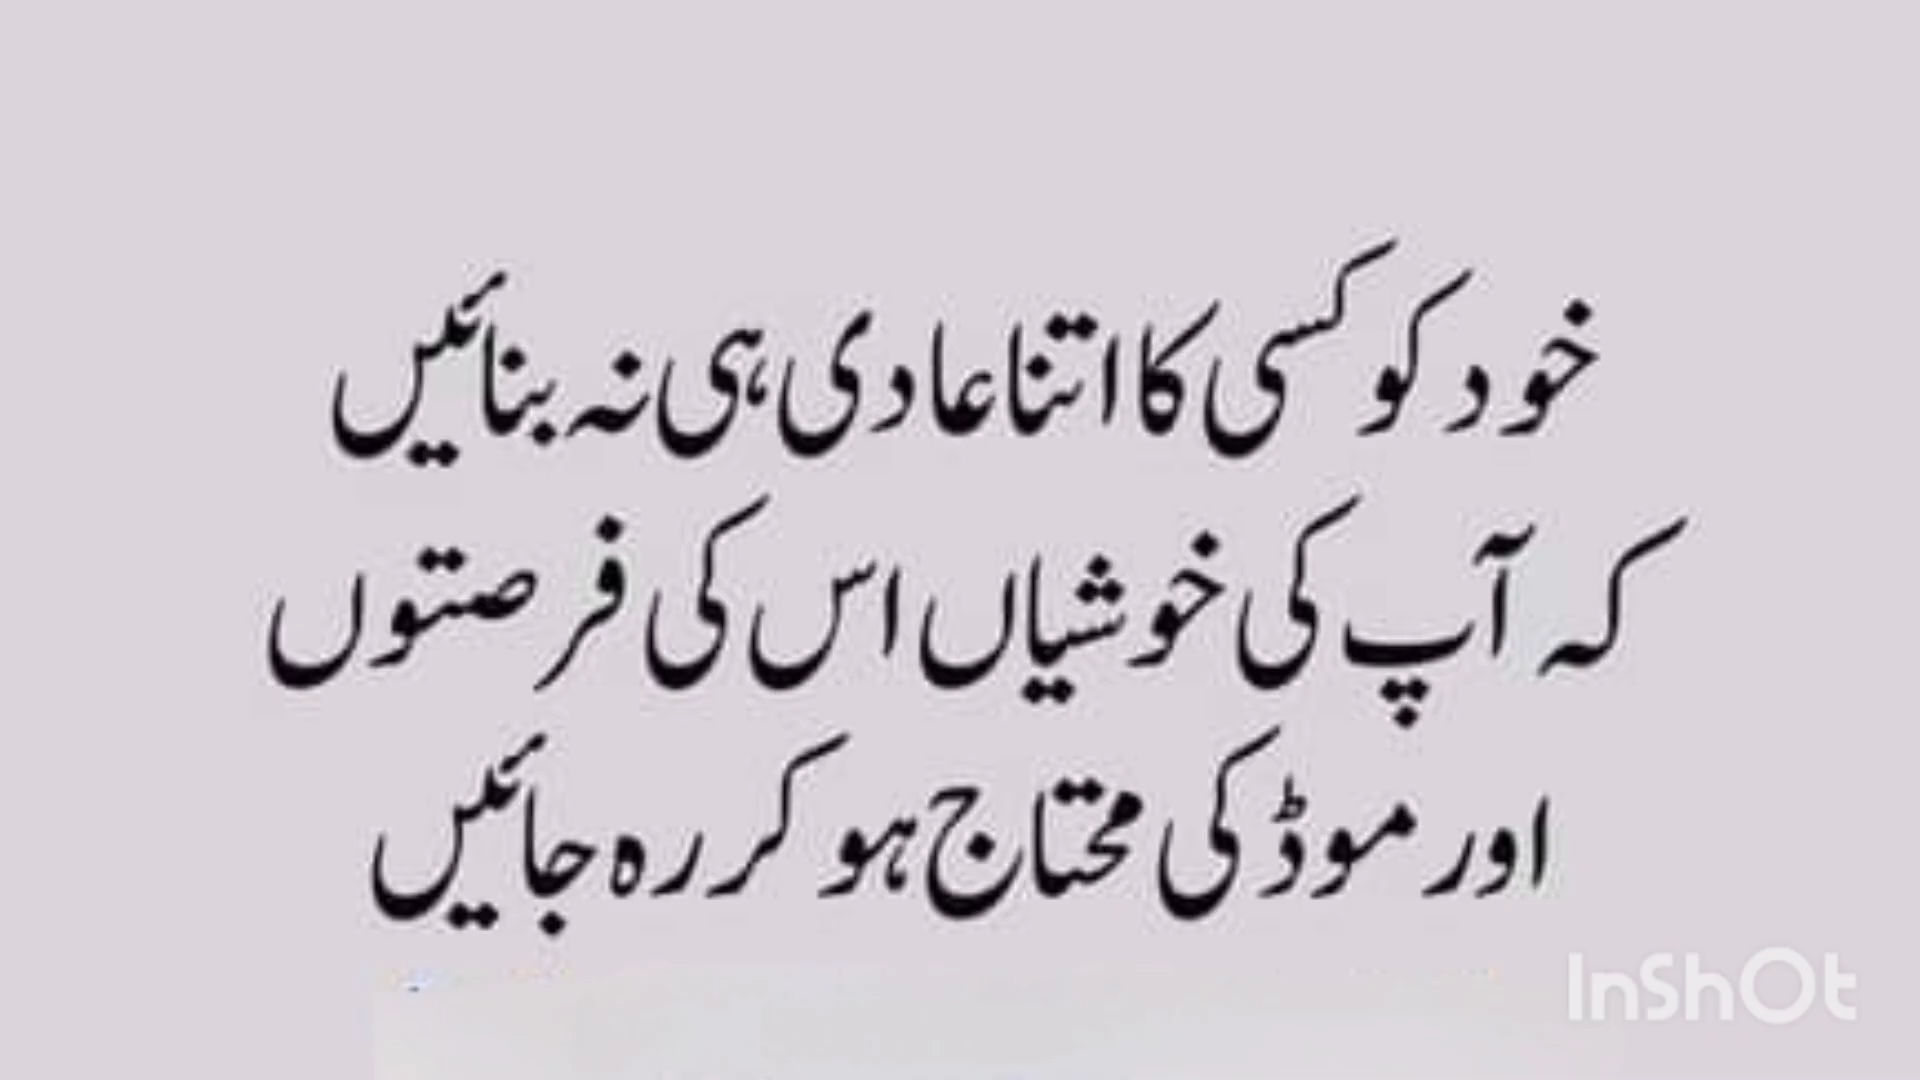 خود کو کسی کا اتنا عادی ہی نہ بنائیں
کہ آپ کی خوشیاں اس کی فرصتوں
اور موڈ کی محتاج ہو کر رہ جائیں
InShOt